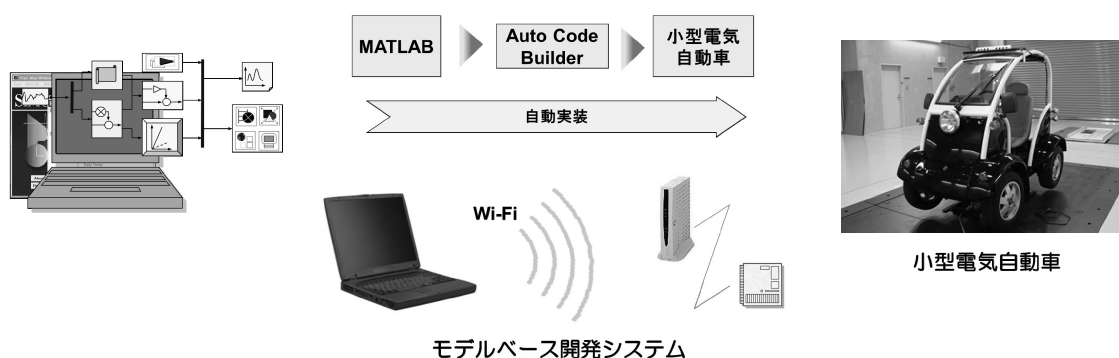 MATLAB
Auto Code
Builder
小型電気
自動車
自動実装
Wi-Fi
小型電気自動車
モデルベース開発システム